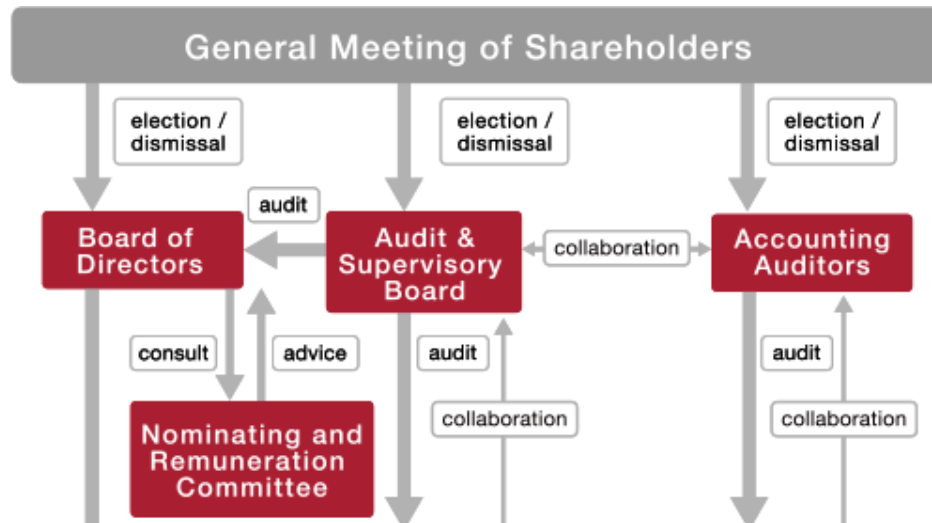 General Meeting of Shareholders
election /
dismissal
election /
dismissal
election /
dismissal
audit
Board of
Directors
Audit &
Supervisory
Board
collaboration
Accounting
Auditors
consult
advice
audit
audit
collaboration
collaboration
Nominating and
Remuneration
Committee